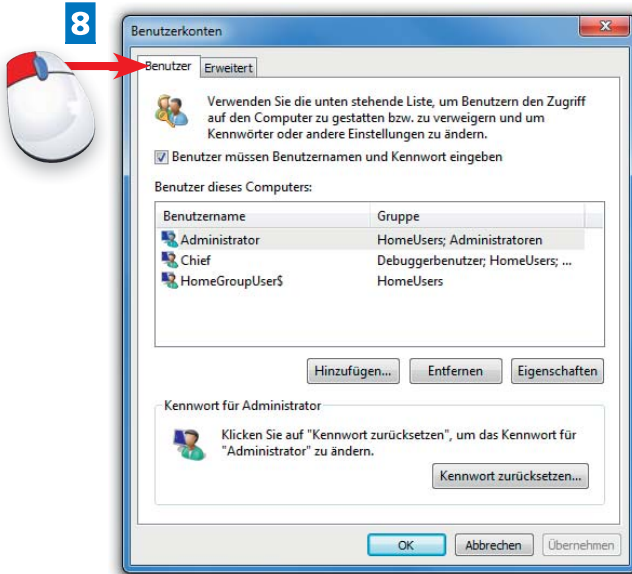 8
Benutzerkonten
Benutzer Erweitert
Verwenden Sie die unten stehende Liste, um Benutzern den Zugriff
auf den Computer zu gestatten bzw. zu verweigern und um
Kennwörter oder andere Einstellungen zu ändern.
Benutzer müssen Benutzernamen und Kennwort eingeben
Benutzer dieses Computers:
Benutzername Gruppe
Administrator HomeUsers; Administratoren
Chief Debuggerbenutzer; HomeUsers; ...
HomeGroupUser$ HomeUsers
Hinzufügen... Entfernen Eigenschaften
Kennwort für Administrator
Klicken Sie auf "Kennwort zurücksetzen", um das Kennwort für
"Administrator" zu ändern.
Kennwort zurücksetzen...
OK Abbrechen Übernehmen